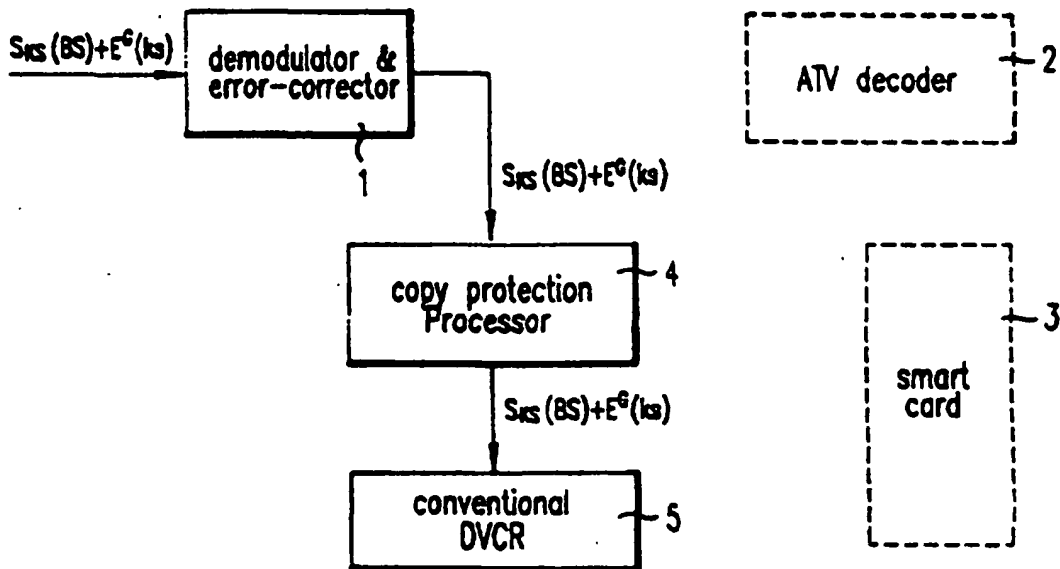 S_KS(BS)+E^G(ks)
demodulator &
error-corrector
1
ATV decoder
2
S_KS(BS)+E^G(ks)
copy protection
Processor
4
smart
card
3
S_KS(BS)+E^G(ks)
conventional
DVCR
5